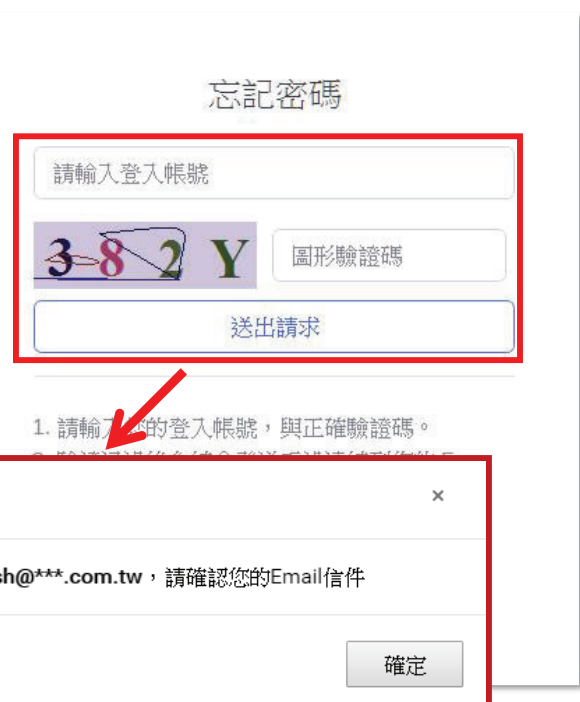 忘記密碼
請輸入登入帳號
3 8 2 Y
圖形驗證碼
送出請求
1. 請輸入您的登入帳號，與正確驗證碼。
×
sh@***.com.tw，請確認您的Email信件
確定